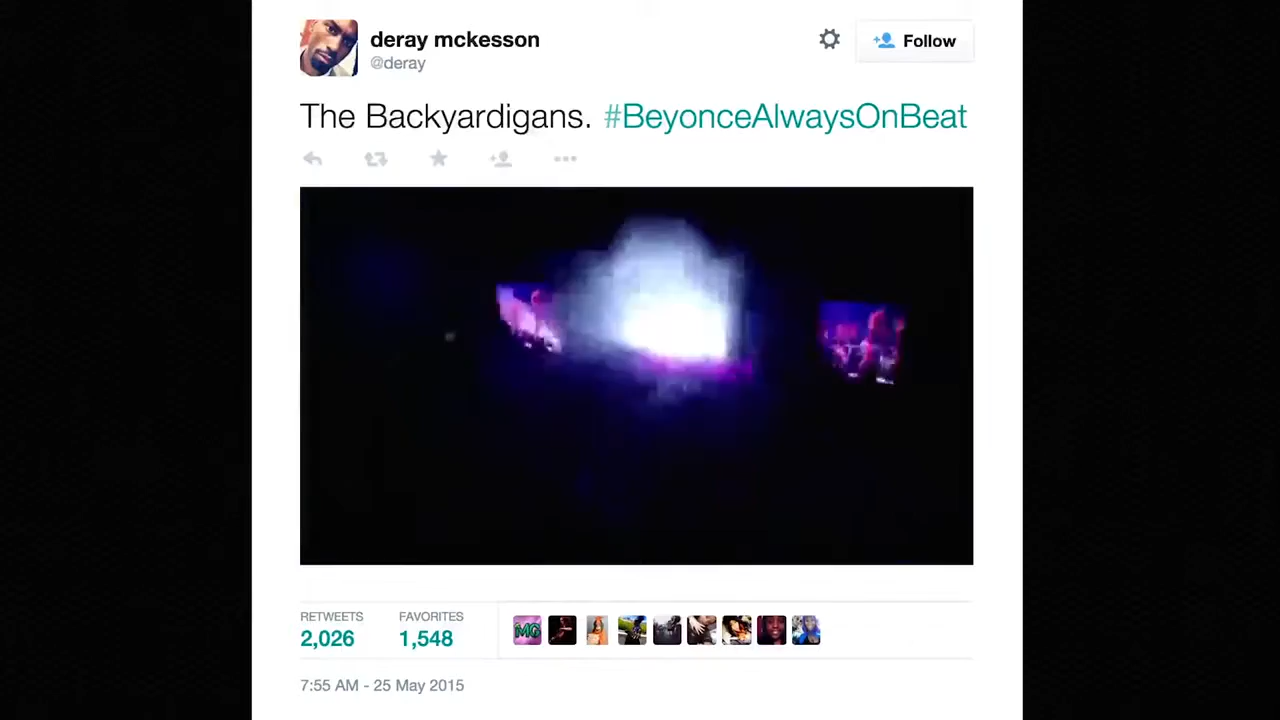 deray mckesson
@deray
Follow
The Backyardigans. #BeyonceAlwaysOnBeat
RETWEETS FAVORITES
2,026 1,548
MG
7:55 AM - 25 May 2015